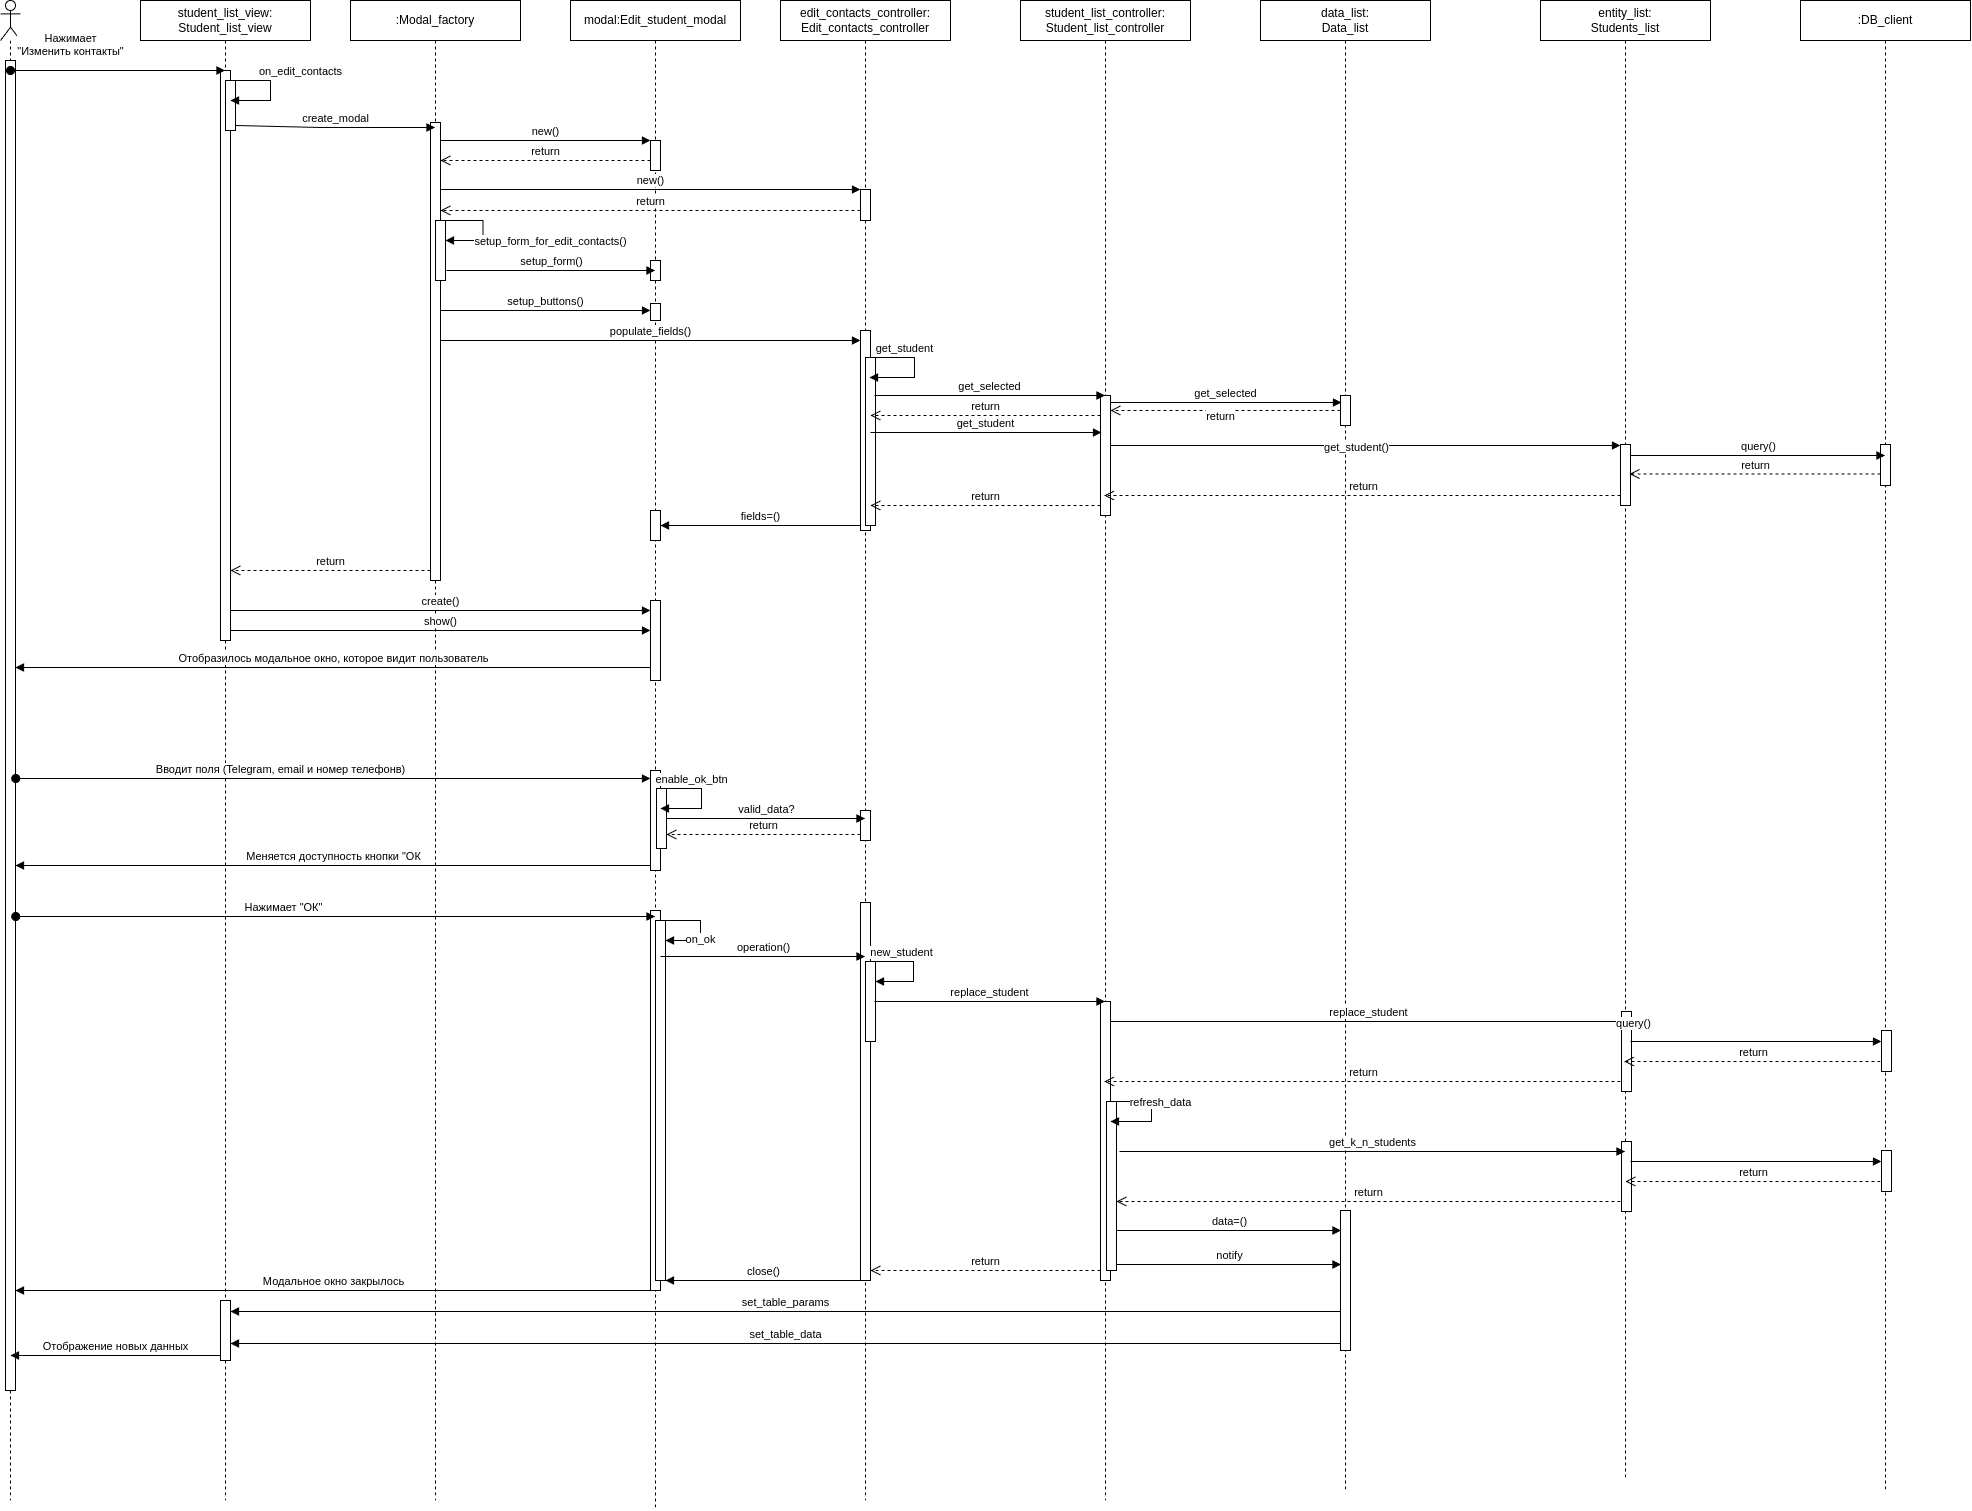 student_list_view:
Student_list_view
:Modal_factory
modal:Edit_student_modal
edit_contacts_controller:
Edit_contacts_controller
student_list_controller:
Student_list_controller
data_list:
Data_list
entity_list:
Students_list
:DB_client
Нажимает
"Изменить контакты"
on_edit_contacts
create_modal
new()
return
new()
return
setup_form_for_edit_contacts()
setup_form()
setup_buttons()
populate_fields()
get_student
get_selected
get_selected
return
return
get_student
get_student()
query()
return
return
return
fields=()
return
create()
show()
Отобразилось модальное окно, которое видит пользователь
Вводит поля (Telegram, email и номер телефонв)
enable_ok_btn
valid_data?
return
Меняется доступность кнопки "ОК
Нажимает "ОК"
on_ok
operation()
new_student
replace_student
replace_student
query()
return
return
refresh_data
get_k_n_students
return
return
data=()
notify
return
close()
Модальное окно закрылось
set_table_params
set_table_data
Отображение новых данных